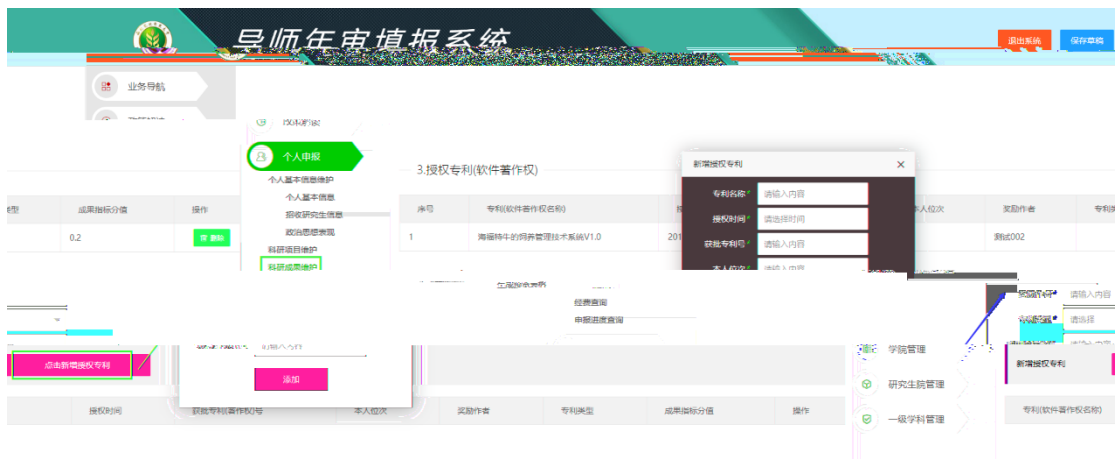 导师年审填报系统
退出系统
保存草稿
业务导航
个人申报
个人基本信息维护
个人基本信息
招收研究生信息
政治思想表现
科研项目维护
科研成果维护
3.授权专利(软件著作权)
新增授权专利
×
专利名称* 请输入内容
授权时间* 请选择时间
获批专利号* 请输入内容
本人位次
成果指标分值
操作
序号
专利(软件著作权名称)
本人位次
奖励作者
0.2
删除
1
海福特牛的饲养管理技术系统V1.0
201
测试002
经费查询
申报进度查询
请输入内容
请选择
点击新增授权专利
添加
学院管理
研究生院管理
一级学科管理
新增授权专利
授权时间
获批专利(著作权)号
本人位次
奖励作者
专利类型
成果指标分值
操作
专利(软件著作权名称)